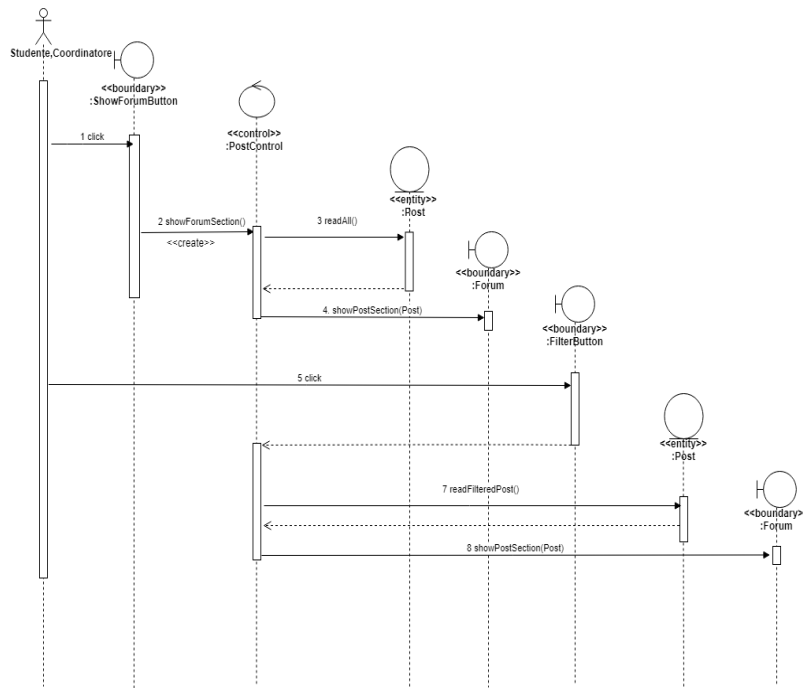 Studente,Coordinatore
<<boundary>>
:ShowForumButton
<<control>>
:PostControl
1 click
<<entity>>
:Post
2 showForumSection()
<<create>>
3 readAll()
<<boundary>>
:Forum
4. showPostSection(Post)
<<boundary>>
:FilterButton
5 click
<<entity>>
:Post
7 readFilteredPost()
<<boundary>
:Forum
8 showPostSection(Post)